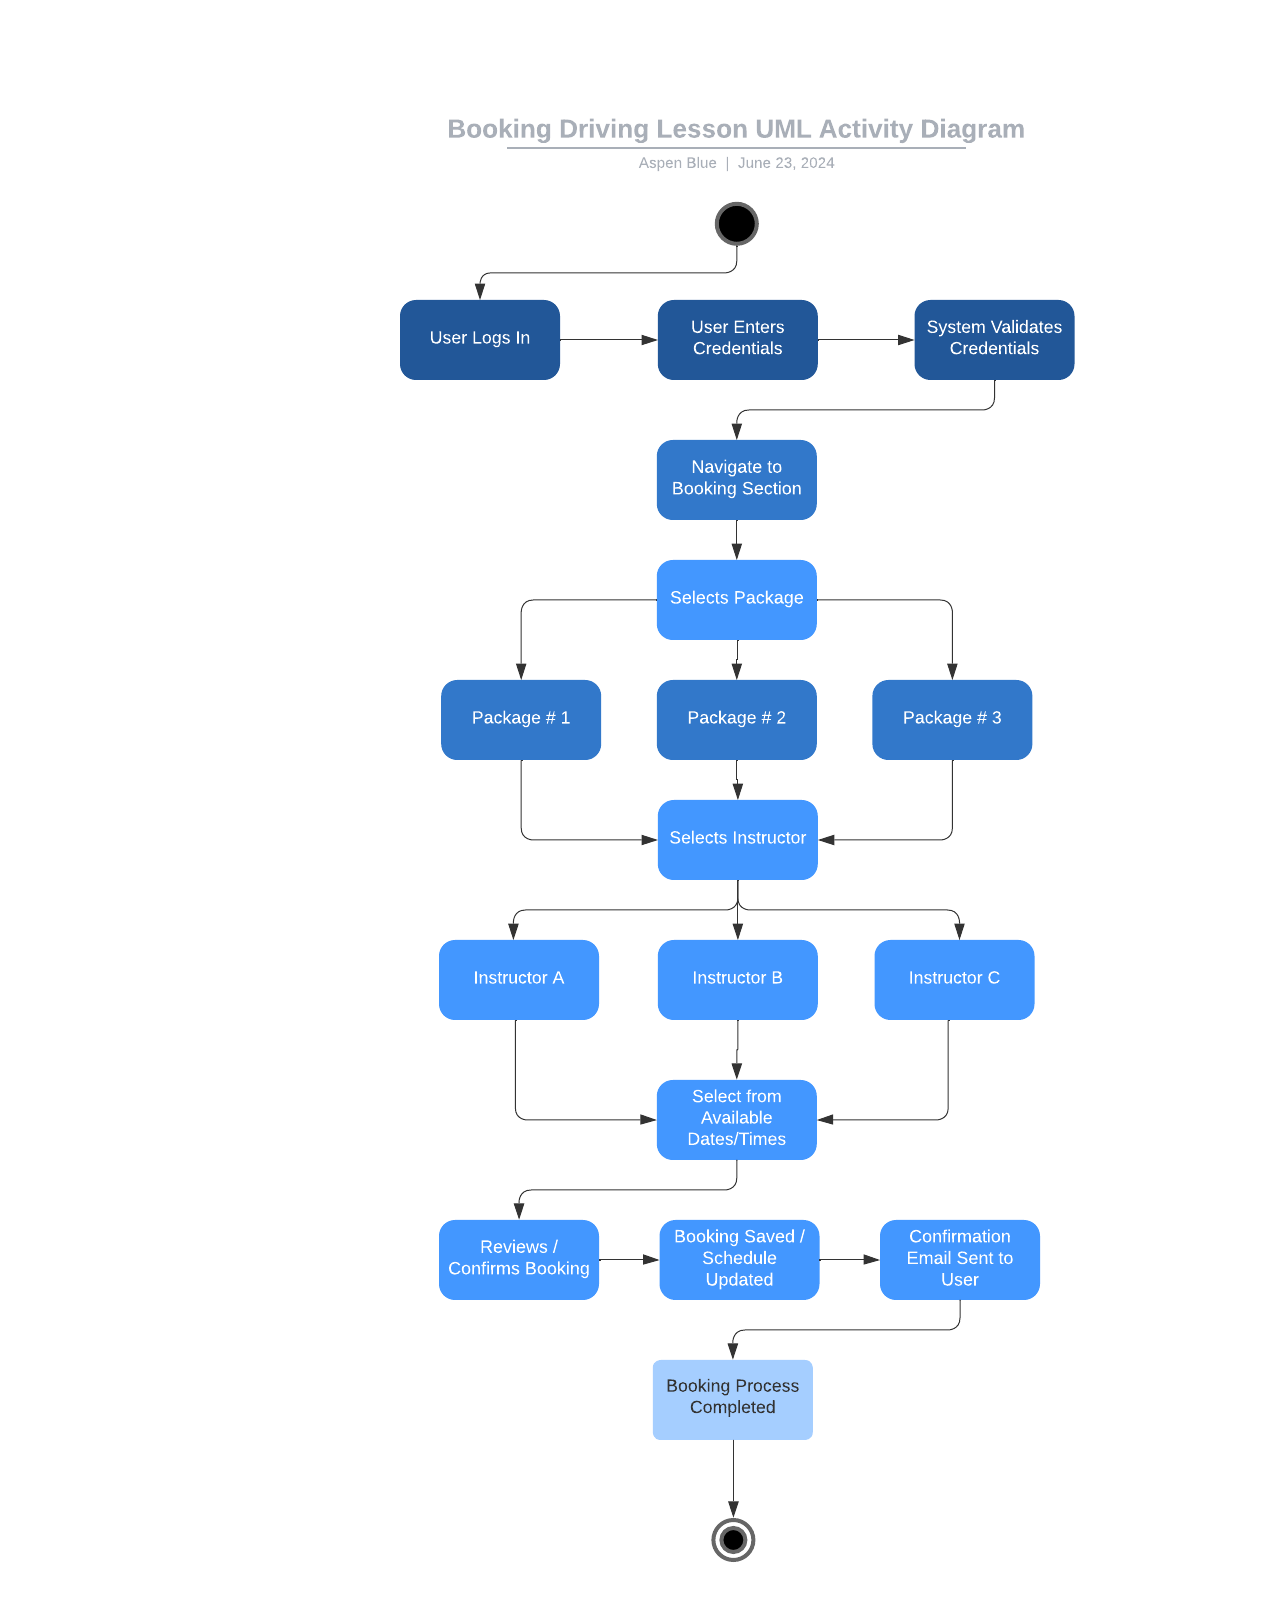 Booking Driving Lesson UML Activity Diagram
Aspen Blue | June 23, 2024
User Logs In
User Enters
Credentials
System Validates
Credentials
Navigate to
Booking Section
Selects Package
Package # 1
Package # 2
Package # 3
Selects Instructor
Instructor A
Instructor B
Instructor C
Select from
Available
Dates/Times
Reviews /
Confirms Booking
Booking Saved /
Schedule
Updated
Confirmation
Email Sent to
User
Booking Process
Completed